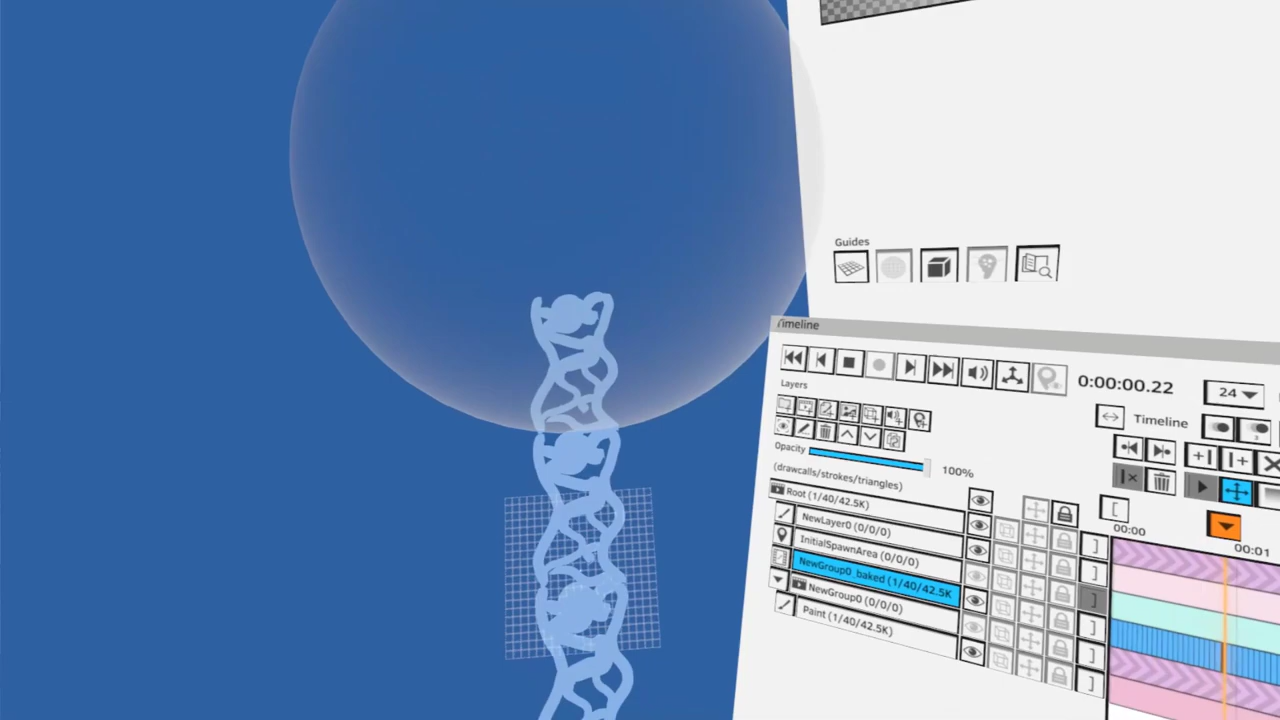 Guides
Timeline
0:00:00.22
24
Layers
Timeline
3
Opacity
100%
(drawcalls/strokes/triangles)
Root (1/40/42.5K)
NewLayer0 (0/0/0)
InitialSpawnArea (0/0/0)
NewGroup0_baked (1/40/42.5K
NewGroup0 (0/0/0)
Paint (1/40/42.5K)
00:00
00:01